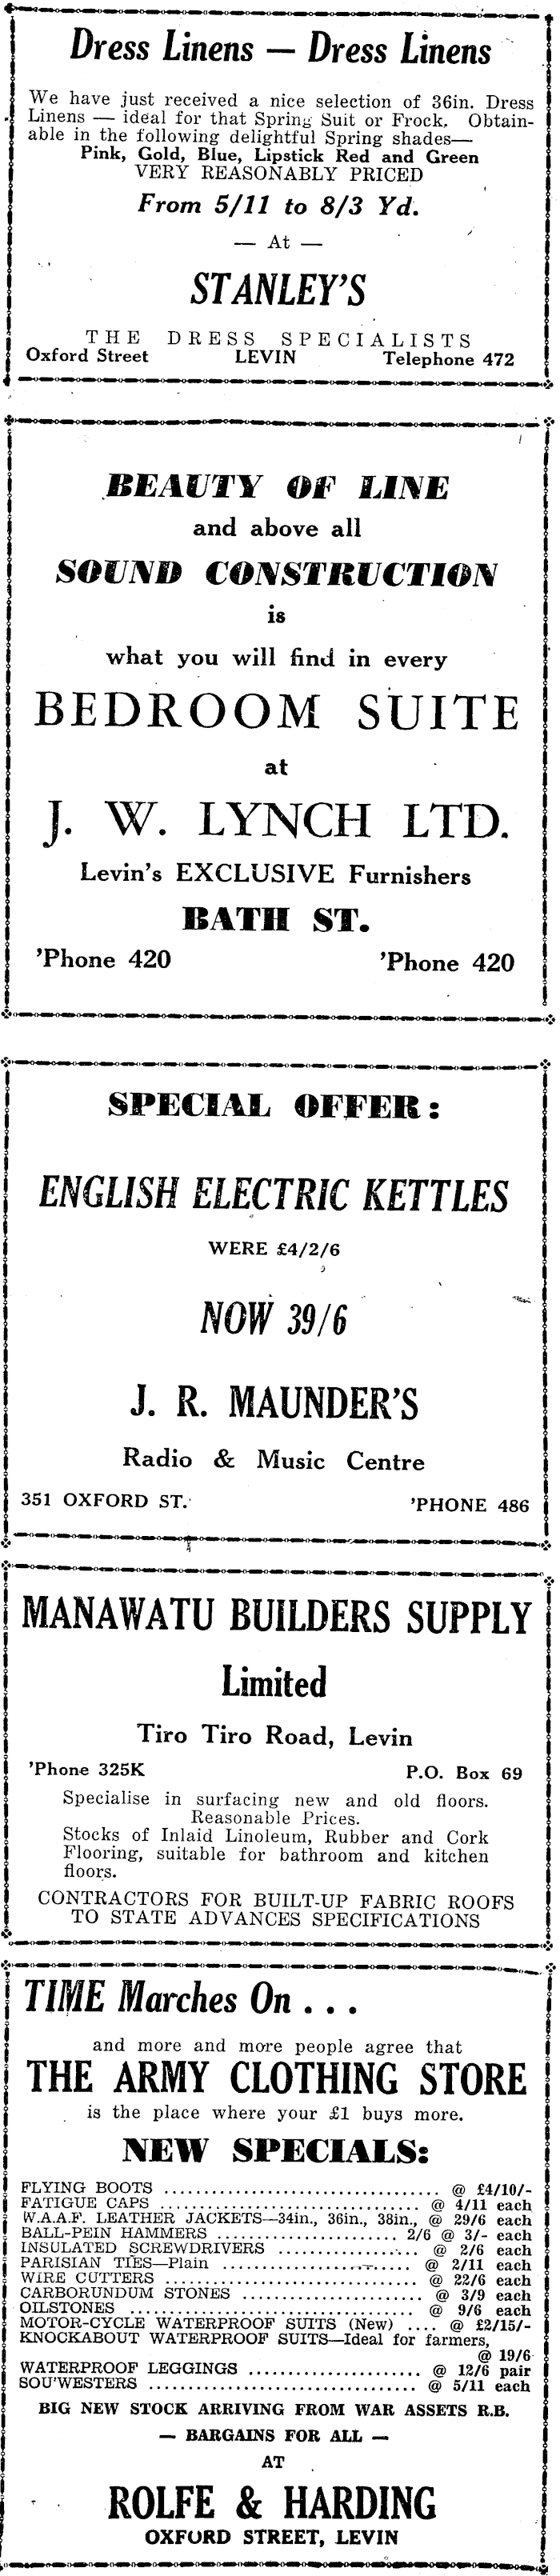 Dress Linens — Dress Linens
We have just received a nice selection of 36in. Dress
Linens — ideal for that Spring Suit or Frock. Obtain-
able in the following delightful Spring shades—
Pink, Gold, Blue, Lipstick Red and Green
VERY REASONABLY PRICED
From 5/11 to 8/3 Yd.
— At —
STANLEY'S
THE DRESS SPECIALISTS
Oxford Street LEVIN Telephone 472
BEAUTY OF LINE
and above all
SOUND CONSTRUCTION
is
what you will find in every
BEDROOM SUITE
at
J. W. LYNCH LTD.
Levin's EXCLUSIVE Furnishers
BATH ST.
'Phone 420 'Phone 420
SPECIAL OFFER:
ENGLISH ELECTRIC KETTLES
WERE £4/2/6
NOW 39/6
J. R. MAUNDER'S
Radio & Music Centre
351 OXFORD ST. 'PHONE 486
MANAWATU BUILDERS SUPPLY
Limited
Tiro Tiro Road, Levin
'Phone 325K P.O. Box 69
Specialise in surfacing new and old floors.
Reasonable Prices.
Stocks of Inlaid Linoleum, Rubber and Cork
Flooring, suitable for bathroom and kitchen
floors.
CONTRACTORS FOR BUILT-UP FABRIC ROOFS
TO STATE ADVANCES SPECIFICATIONS
TIME Marches On . . .
and more and more people agree that
THE ARMY CLOTHING STORE
is the place where your £1 buys more.
NEW SPECIALS:
FLYING BOOTS .................................... @ £4/10/-
FATIGUE CAPS .................................. @ 4/11 each
W.A.A.F. LEATHER JACKETS—34in., 36in., 38in., @ 29/6 each
BALL-PEIN HAMMERS ........................ 2/6 @ 3/- each
INSULATED SCREWDRIVERS .................. @ 2/6 each
PARISIAN TIES—Plain ............................ @ 2/11 each
WIRE CUTTERS ................................. @ 22/6 each
CARBORUNDUM STONES ........................ @ 3/9 each
OILSTONES ..................................... @ 9/6 each
MOTOR-CYCLE WATERPROOF SUITS (New) .... @ £2/15/-
KNOCKABOUT WATERPROOF SUITS—Ideal for farmers,
@ 19/6
WATERPROOF LEGGINGS ...................... @ 12/6 pair
SOU'WESTERS ................................... @ 5/11 each
BIG NEW STOCK ARRIVING FROM WAR ASSETS R.B.
— BARGAINS FOR ALL —
AT
ROLFE & HARDING
OXFORD STREET, LEVIN